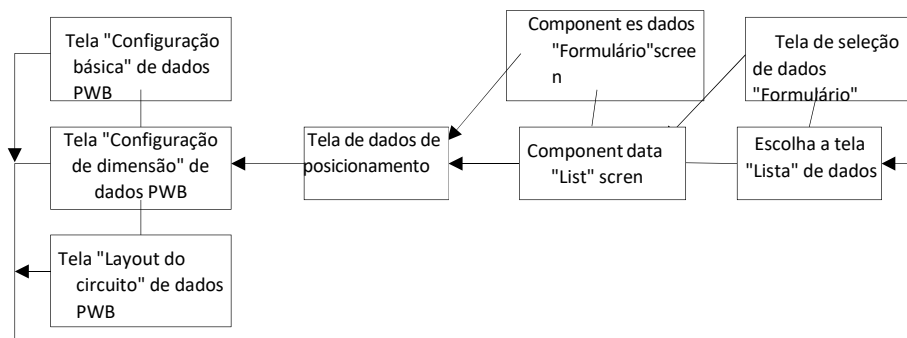 Tela "Configuração
básica" de dados
PWB
Tela "Configuração
de dimensão" de
dados PWB
Tela "Layout do
circuito" de dados
PWB
Tela de dados de
posicionamento
Component es dados
"Formulário"scree
n
Component data
"List" scren
Tela de seleção
de dados
"Formulário"
Escolha a tela
"Lista" de dados